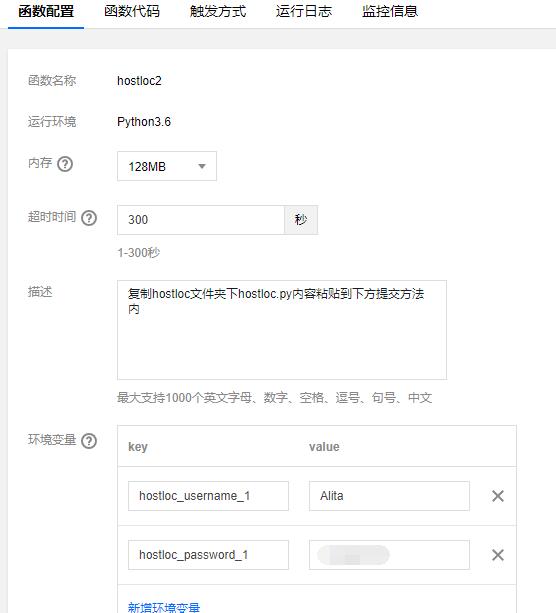 函数配置 函数代码 触发方式 运行日志 监控信息
函数名称 hostloc2
运行环境 Python3.6
内存 ? 128MB
超时时间 ? 300 秒
1-300秒
描述 复制hostloc文件夹下hostloc.py内容粘贴到下方提交方法
内
最大支持1000个英文字母、数字、空格、逗号、句号、中文
环境变量 ? key value
hostloc_username_1 Alita
hostloc_password_1
新增环境变量